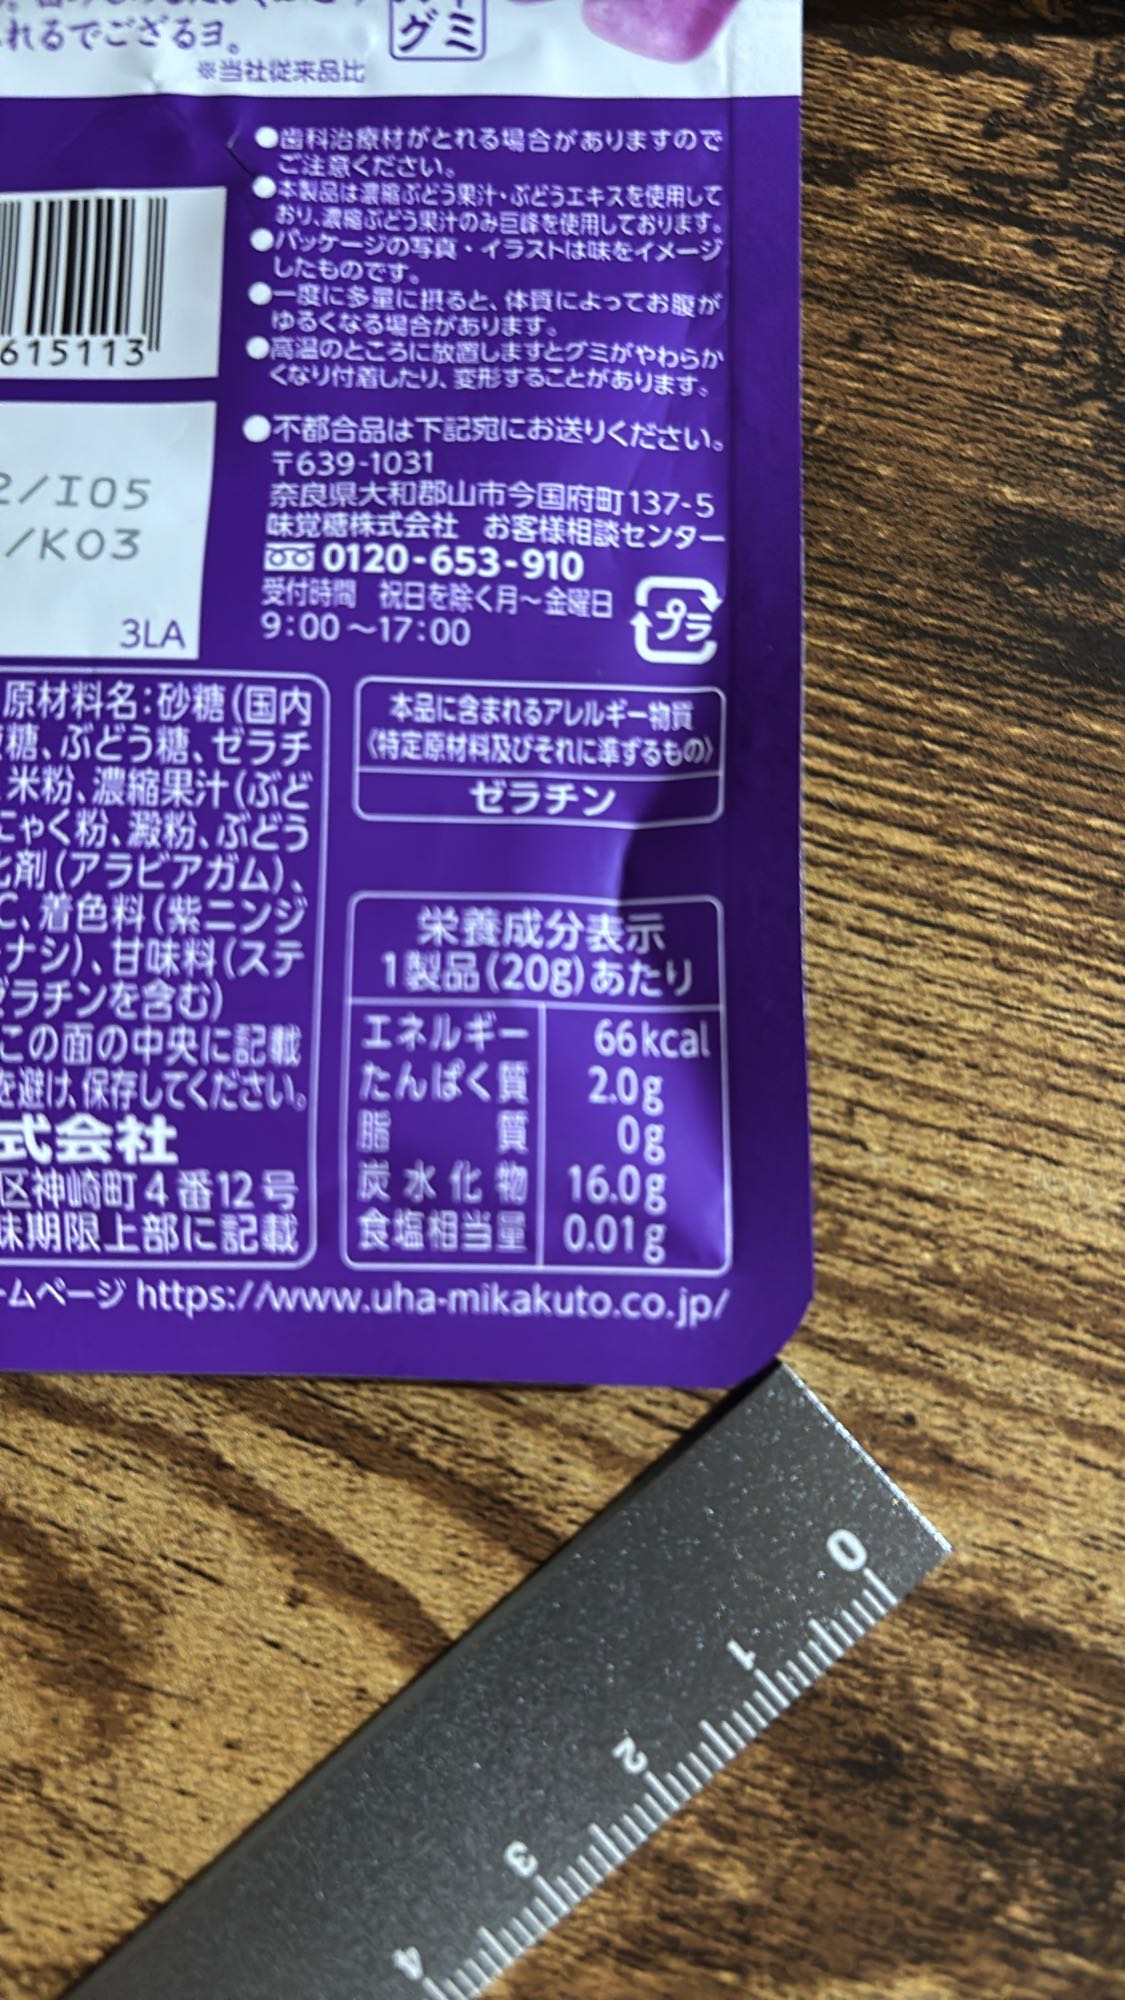 れるでござるヨ。
グミ
※当社従来品比
●歯科治療材がとれる場合がありますので
ご注意ください。
●本製品は濃縮ぶどう果汁・ぶどうエキスを使用して
おり、濃縮ぶどう果汁のみ巨峰を使用しております。
●パッケージの写真・イラストは味をイメージ
したものです。
●一度に多量に摂ると、体質によってお腹が
ゆるくなる場合があります。
●高温のところに放置しますとグミがやわらか
くなり付着したり、変形することがあります。
615113
●不都合品は下記宛にお送りください。
〒639-1031
奈良県大和郡山市今国府町137-5
味覚糖株式会社 お客様相談センター
0120-653-910
受付時間 祝日を除く月～金曜日
9:00～17:00
プラ
2/I05
/K03
3LA
原材料名:砂糖(国内
糖、ぶどう糖、ゼラチ
米粉、濃縮果汁(ぶど
にゃく粉、澱粉、ぶどう
剤(アラビアガム)、
C、着色料(紫ニンジ
ナシ)、甘味料(ステ
ゼラチンを含む)
この面の中央に記載
を避け、保存してください。
式会社
区神崎町4番12号
味期限上部に記載
本品に含まれるアレルギー物質
〈特定原材料及びそれに準ずるもの〉
ゼラチン
栄養成分表示
1製品(20g)あたり
エネルギー 66kcal
たんぱく質 2.0g
脂質 0g
炭水化物 16.0g
食塩相当量 0.01g
ームページ https://www.uha-mikakuto.co.jp/
0
1
2
3
4